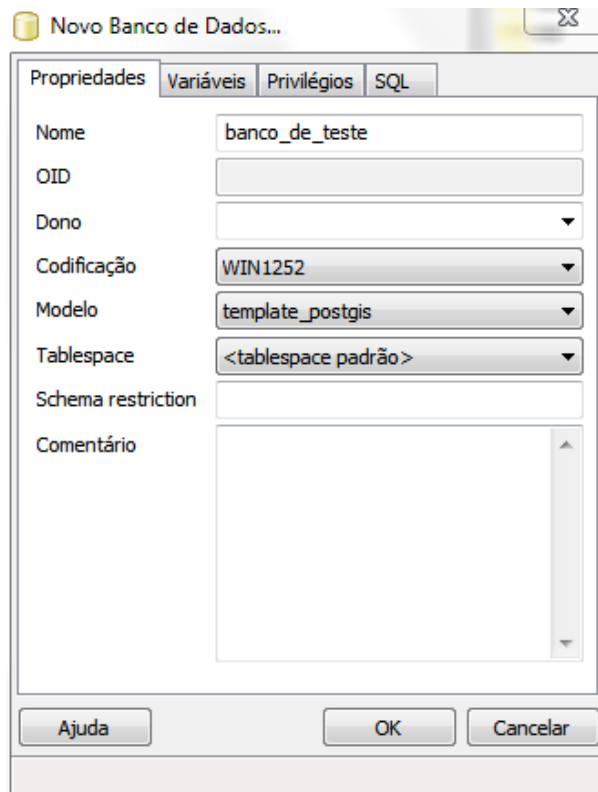 Novo Banco de Dados...
Propriedades Variáveis Privilégios SQL
Nome banco_de_teste
OID
Dono
Codificação WIN1252
Modelo template_postgis
Tablespace <tablespace padrão>
Schema restriction
Comentário
Ajuda OK Cancelar